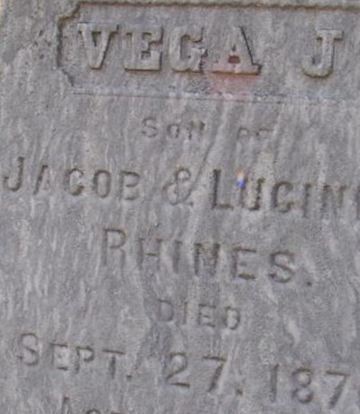 VEGA J
SON OF
JACOB & LUCIN
RHINES.
DIED
SEPT. 27, 187